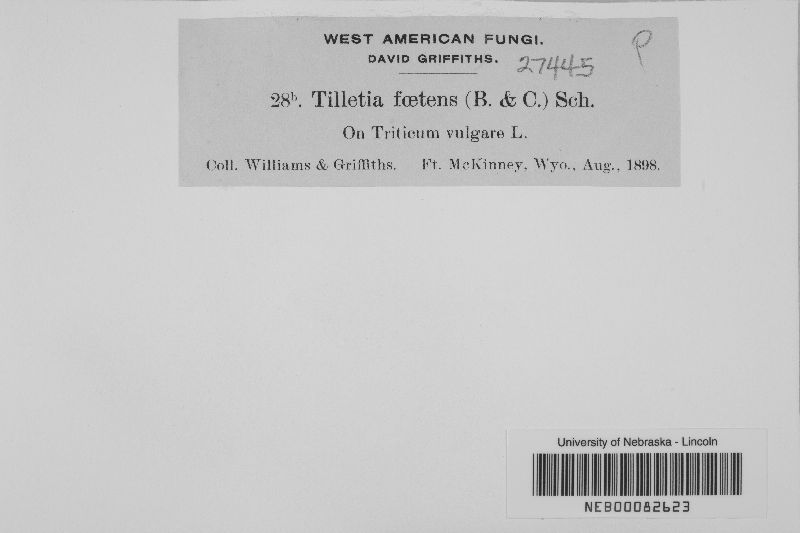 WEST AMERICAN FUNGI.
DAVID GRIFFITHS.
27445
P
28ᵇ. Tilletia fœtens (B. & C.) Sch.
On Triticum vulgare L.
Coll. Williams & Griffiths. Ft. McKinney, Wyo., Aug., 1898.
University of Nebraska - Lincoln
NEB00082623